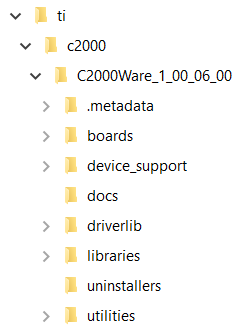 ti
c2000
C2000Ware_1_00_06_00
.metadata
boards
device_support
docs
driverlib
libraries
uninstallers
utilities